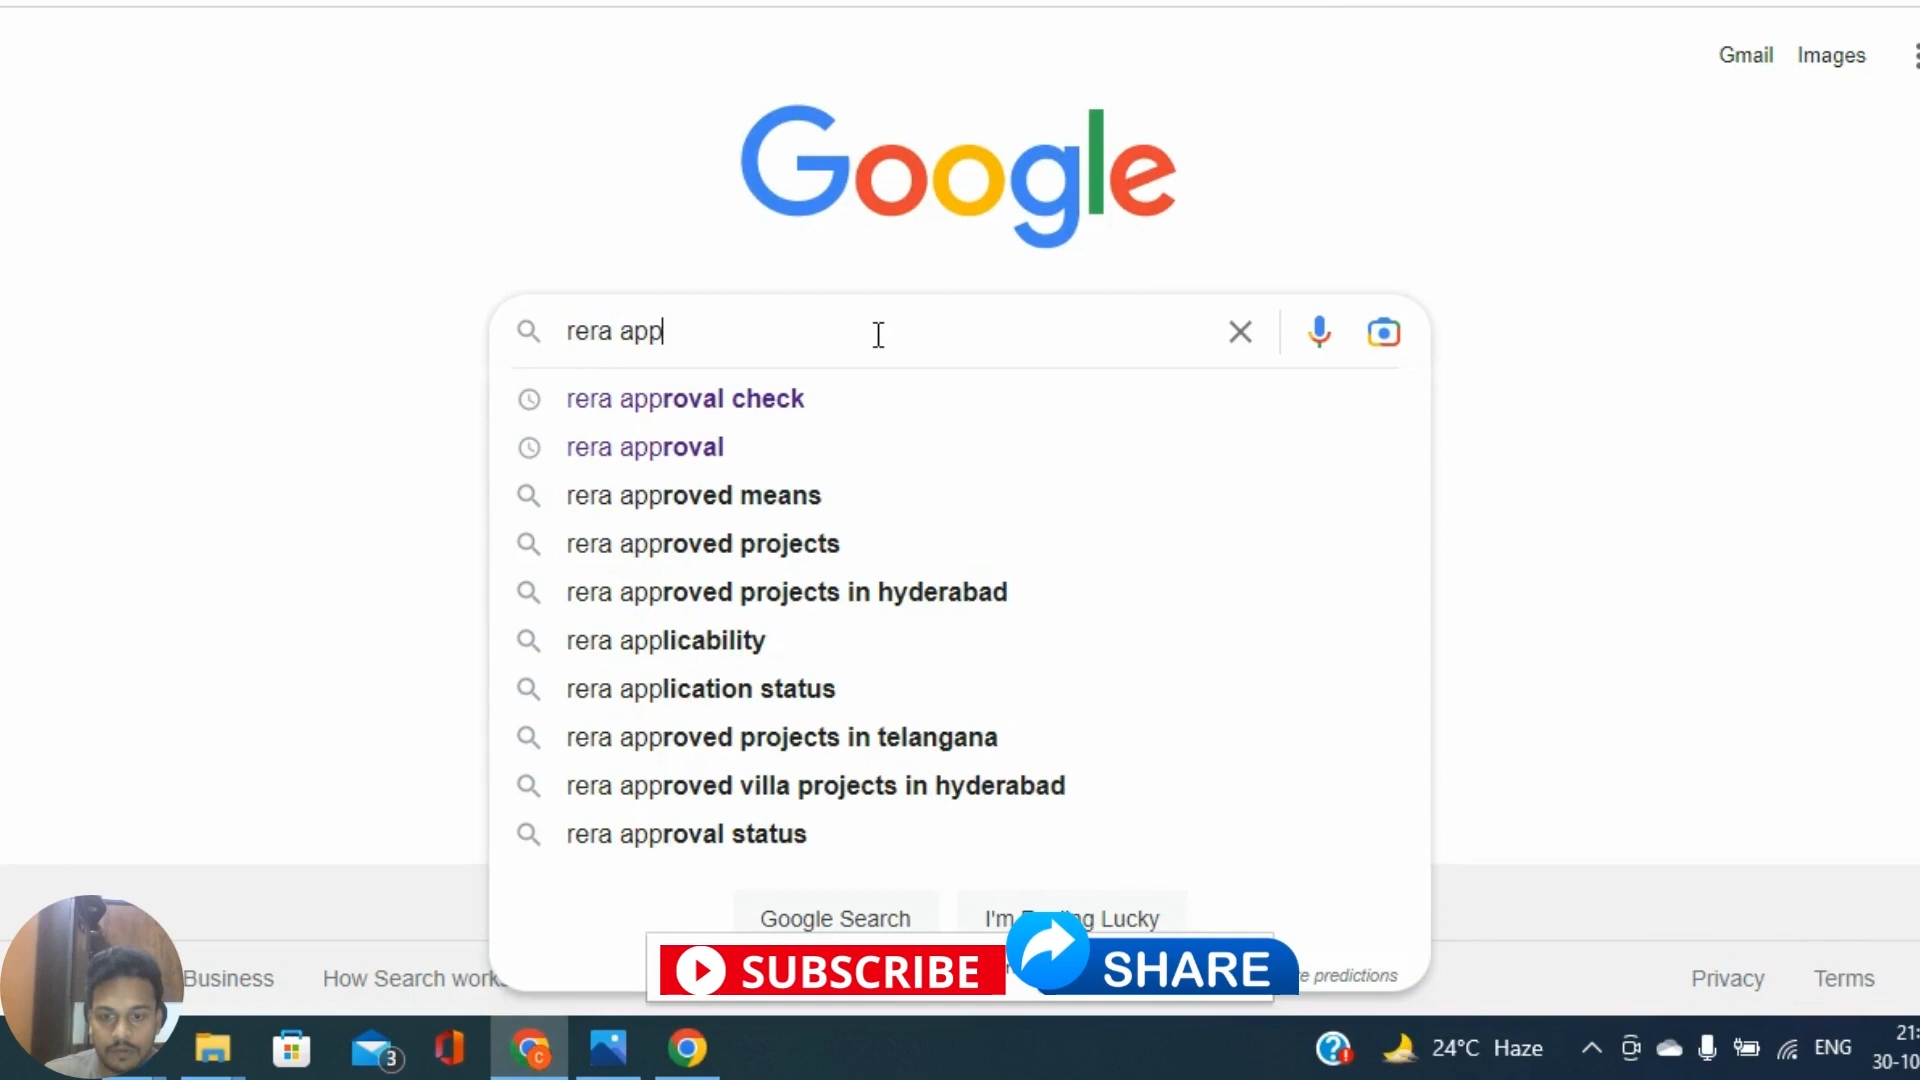 Gmail Images
Google
rera app
rera approval check
rera approval
rera approved means
rera approved projects
rera approved projects in hyderabad
rera applicability
rera application status
rera approved projects in telangana
rera approved villa projects in hyderabad
rera approval status
Google Search I'm Lucky
SUBSCRIBE SHARE
predictions
Business How Search Privacy Terms
3 24°C Haze ENG
21:
30-10